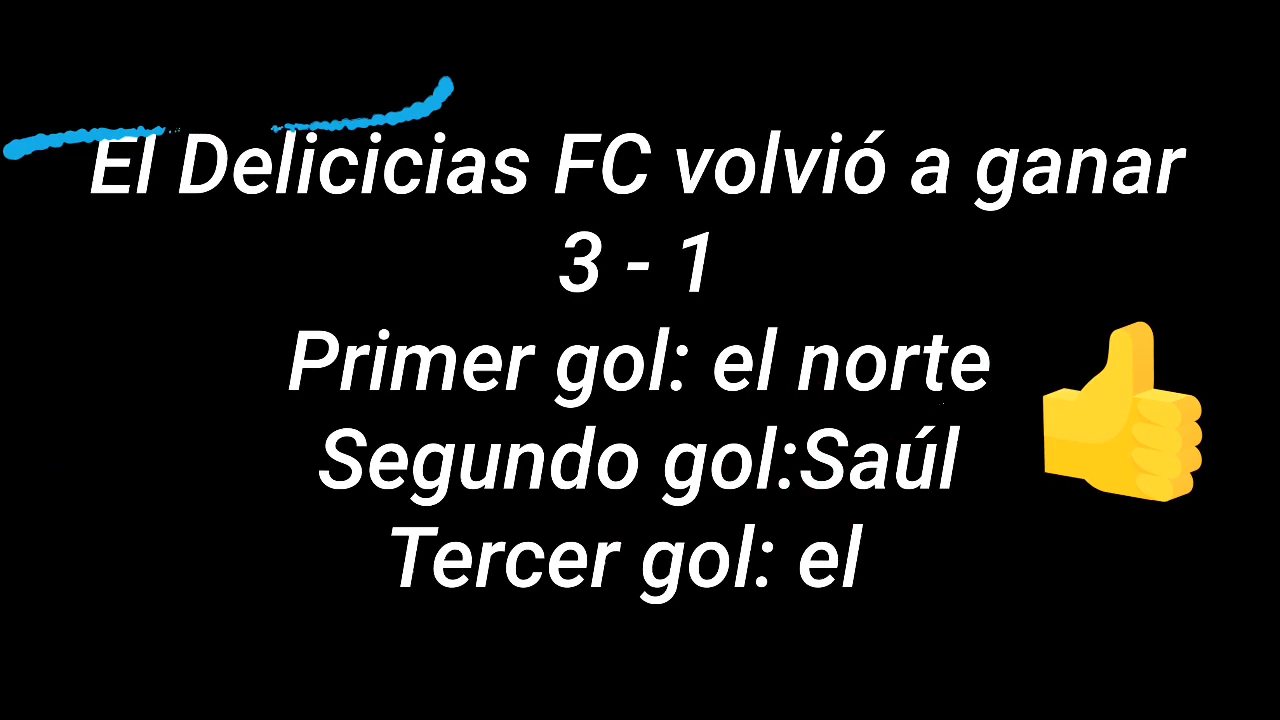 El Delicicias FC volvió a ganar
3 - 1
Primer gol: el norte
Segundo gol:Saúl
Tercer gol: el